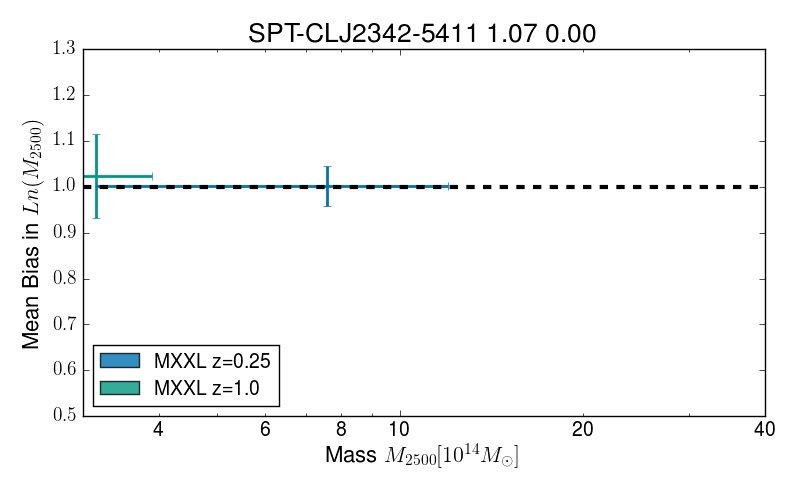 SPT-CLJ2342-5411 1.07 0.00
1.3
1.2
1.1
1.0
0.9
0.8
0.7
0.6
0.5
Mean Bias in Ln(M₂₅₀₀)
MXXL z=0.25
MXXL z=1.0
4 6 8 10 20 40
Mass M₂₅₀₀[10¹⁴M☉]